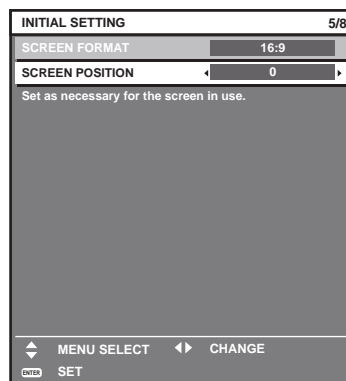 INITIAL SETTING 5/8
SCREEN FORMAT 16:9
SCREEN POSITION 0
Set as necessary for the screen in use.
MENU SELECT CHANGE
ENTER SET